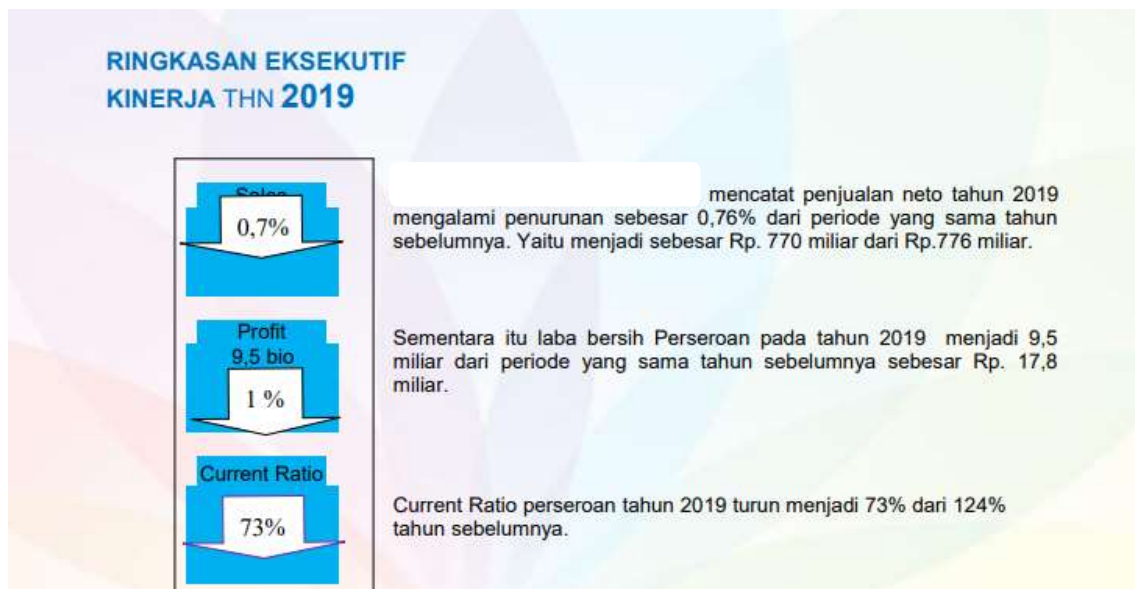 RINGKASAN EKSEKUTIF
KINERJA THN 2019
Sales
0,7%
mencatat penjualan neto tahun 2019
mengalami penurunan sebesar 0,76% dari periode yang sama tahun
sebelumnya. Yaitu menjadi sebesar Rp. 770 miliar dari Rp.776 miliar.
Profit
9,5 bio
1 %
Sementara itu laba bersih Perseroan pada tahun 2019 menjadi 9,5
miliar dari periode yang sama tahun sebelumnya sebesar Rp. 17,8
miliar.
Current Ratio
73%
Current Ratio perseroan tahun 2019 turun menjadi 73% dari 124%
tahun sebelumnya.